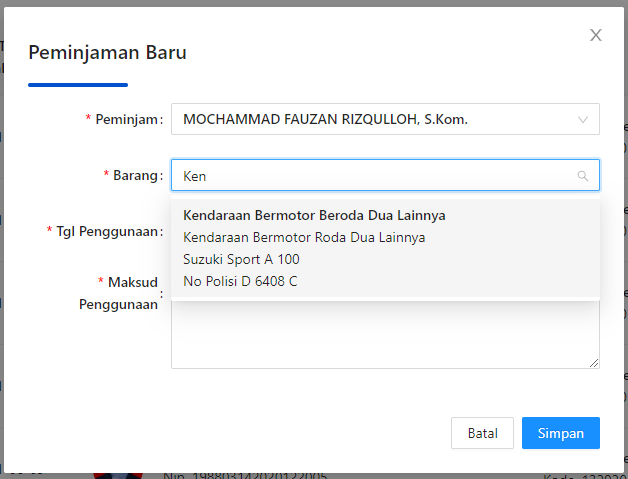 Peminjaman Baru
* Peminjam :
MOCHAMMAD FAUZAN RIZQULLOH, S.Kom.
* Barang :
Ken
Kendaraan Bermotor Beroda Dua Lainnya
Kendaraan Bermotor Roda Dua Lainnya
Suzuki Sport A 100
No Polisi D 6408 C
* Tgl Penggunaan :
* Maksud
Penggunaan :
Batal
Simpan